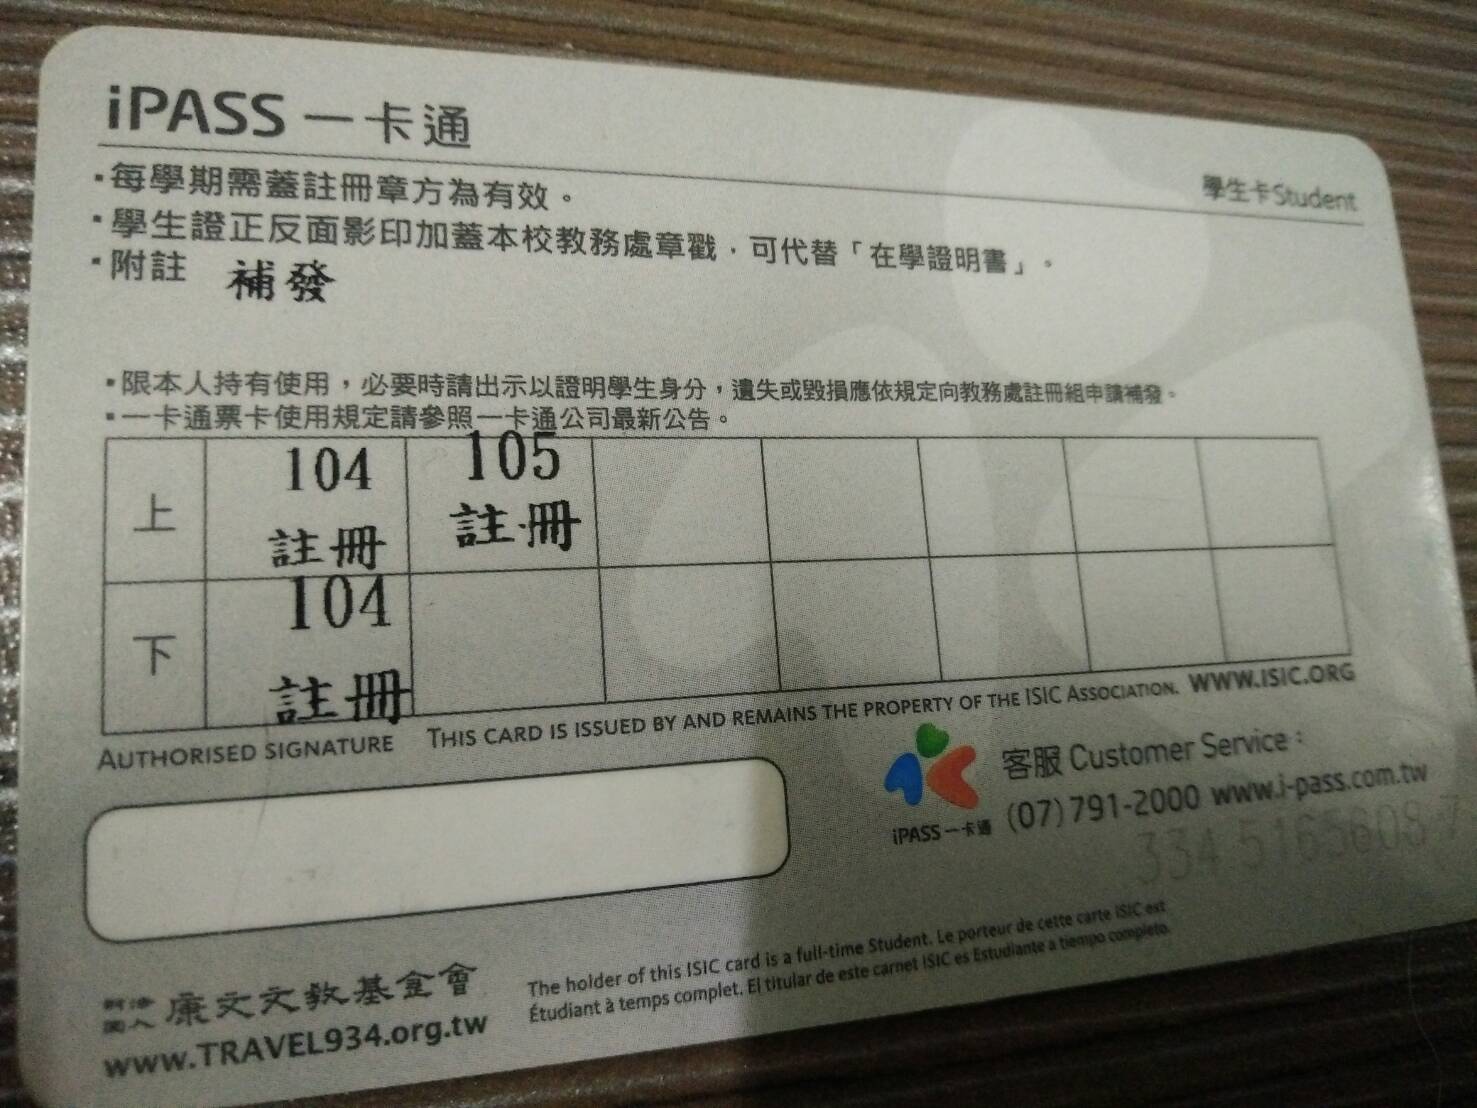 iPASS 一卡通
學生卡Student
▪每學期需蓋註冊章方為有效。
▪學生證正反面影印加蓋本校教務處章戳，可代替「在學證明書」。
▪附註 補發
▪限本人持有使用，必要時請出示以證明學生身分，遺失或毀損應依規定向教務處註冊組申請補發。
▪一卡通票卡使用規定請參照一卡通公司最新公告。
上 104 105
註冊 註冊
下 104
註冊
AUTHORISED SIGNATURE THIS CARD IS ISSUED BY AND REMAINS THE PROPERTY OF THE ISIC ASSOCIATION. WWW.ISIC.ORG
客服 Customer Service：
iPASS 一卡通 (07)791-2000 www.i-pass.com.tw
334 5165608 7
財團法人 康文文教基金會
www.TRAVEL934.org.tw
The holder of this ISIC card is a full-time Student. Le porteur de cette carte ISIC est
Étudiant à temps complet. El titular de este carnet ISIC es Estudiante a tiempo completo.